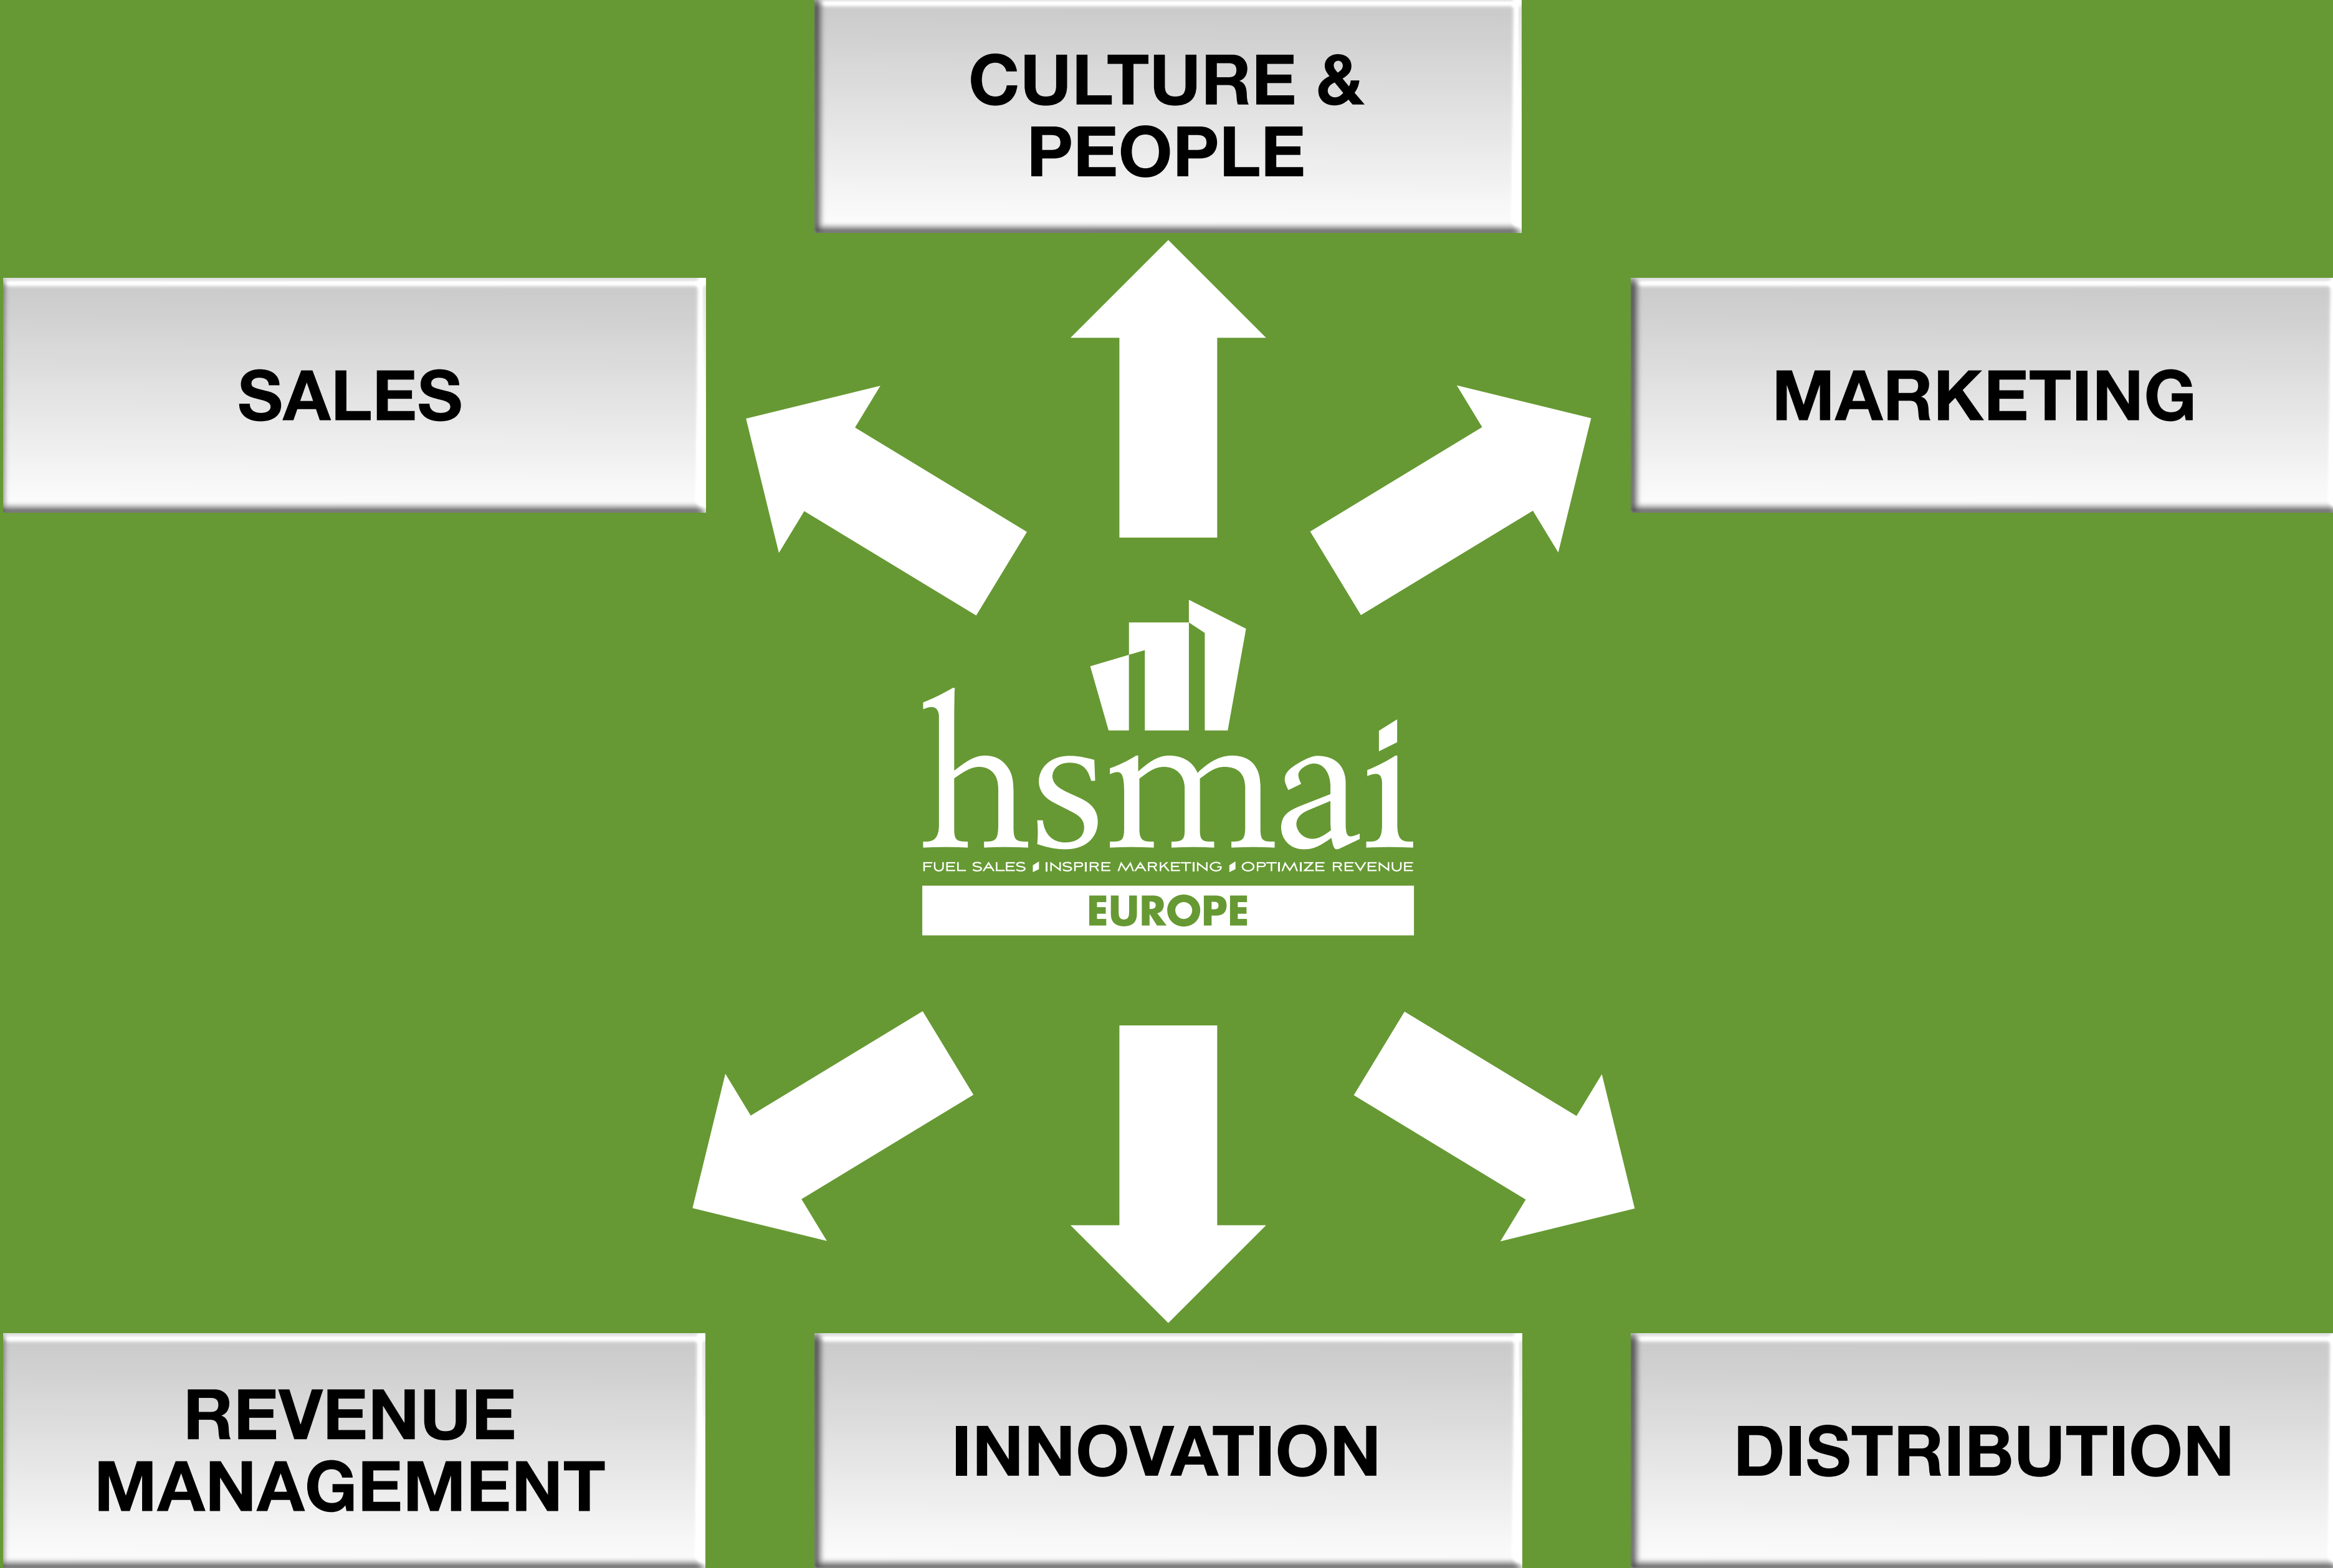 CULTURE &
PEOPLE
SALES
MARKETING
hsmai
FUEL SALES INSPIRE MARKETING OPTIMIZE REVENUE
EUROPE
REVENUE
MANAGEMENT
INNOVATION
DISTRIBUTION